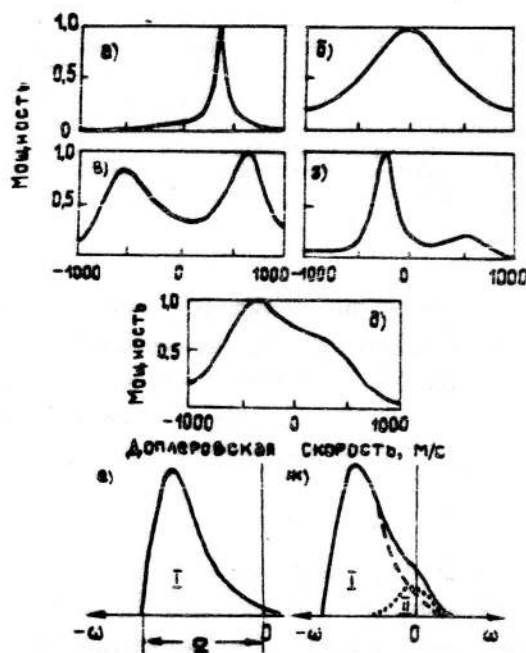 Мощность
1,0
0,5
0
а)
б)
1,0
0,5
в)
г)
-1000 0 1000 -1000 0 1000
Мощность
1,0
0,5
д)
-1000 0 1000
Доплеровская скорость, м/с
е)
ж)
I
I
II
-ω 0 -ω 0 ω